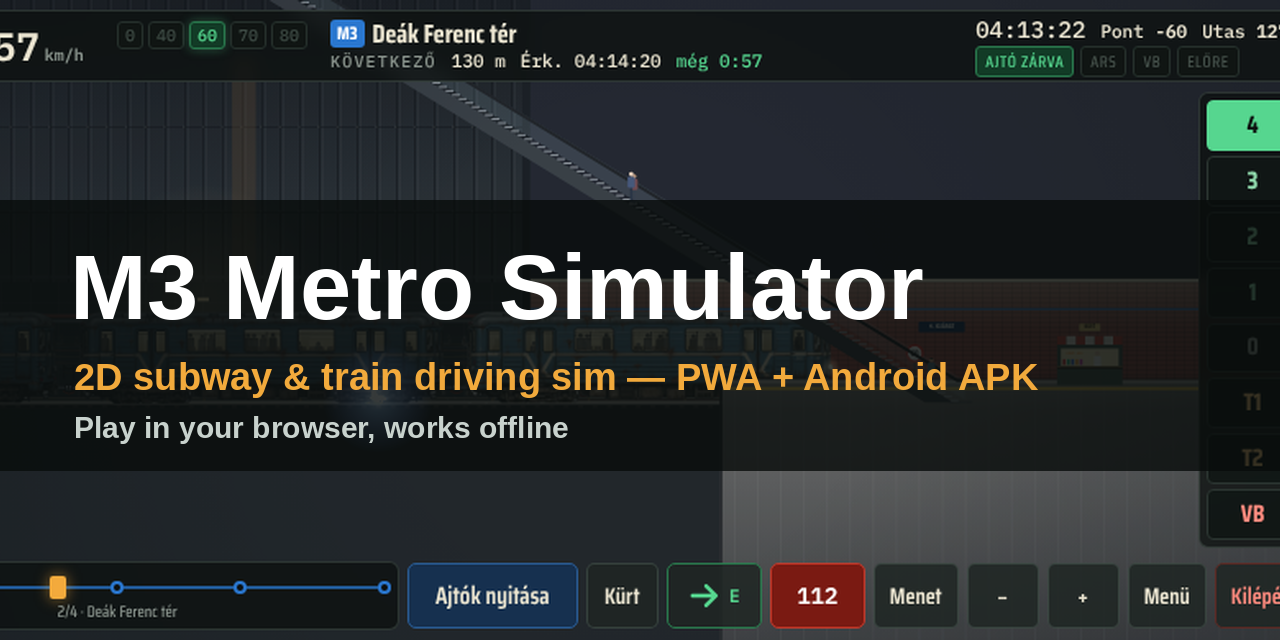 57 km/h
0 40 60 70 80
M3 Deák Ferenc tér
KÖVETKEZŐ 130 m Érk. 04:14:20 még 0:57
04:13:22 Pont -60 Utas
AJTÓ ZÁRVA ARS VB ELŐRE
4
3
2
1
0
T1
T2
VB
M3 Metro Simulator
2D subway & train driving sim — PWA + Android APK
Play in your browser, works offline
2/4 · Deák Ferenc tér
Ajtók nyitása
Kürt
→ E
112
Menet
–
+
Menü